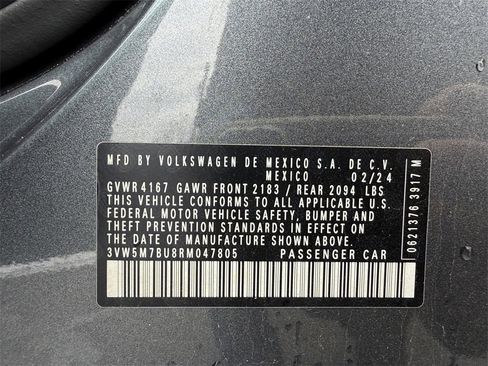 MFD BY VOLKSWAGEN DE MEXICO S.A. DE C.V.
MEXICO 02/24
GVWR 4167 GAWR FRONT 2183 / REAR 2094 LBS
THIS VEHICLE CONFORMS TO ALL APPLICABLE U.S.
FEDERAL MOTOR VEHICLE SAFETY, BUMPER AND
THEFT PREVENTION STANDARDS IN EFFECT ON THE
DATE OF MANUFACTURE SHOWN ABOVE.
3VW5M7BU8RM047805 PASSENGER CAR
0621376 3917 M